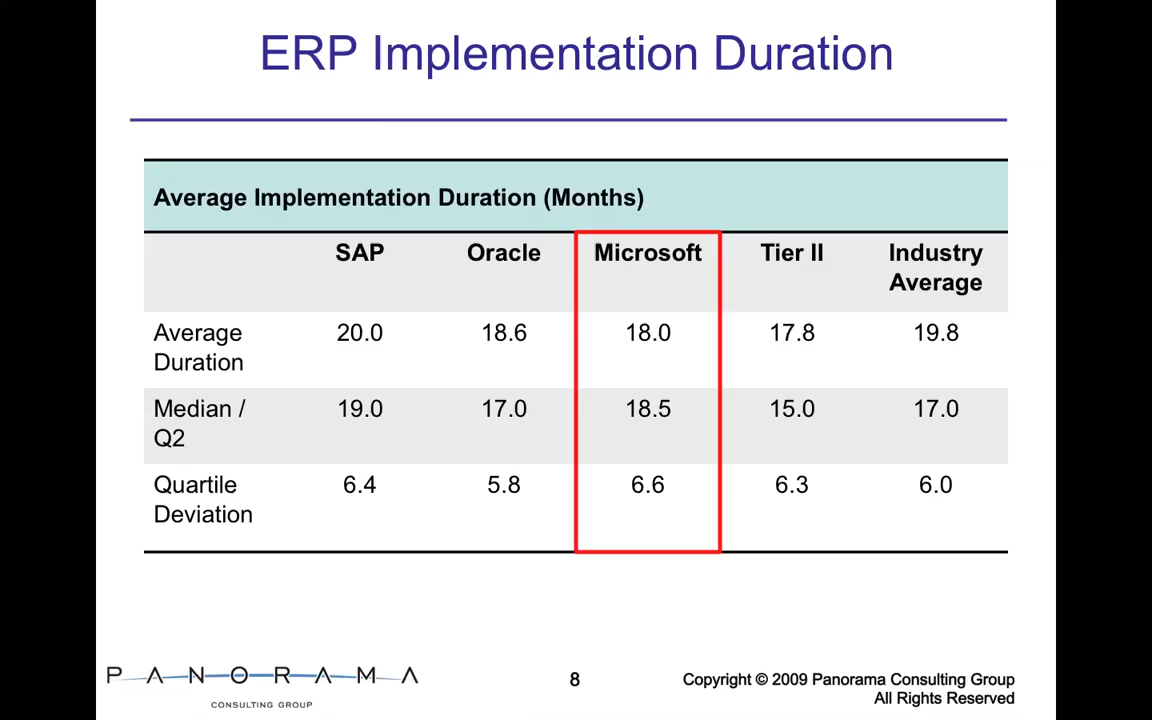 ERP Implementation Duration
Average Implementation Duration (Months)
SAP Oracle Microsoft Tier II Industry Average
Average Duration 20.0 18.6 18.0 17.8 19.8
Median / Q2 19.0 17.0 18.5 15.0 17.0
Quartile Deviation 6.4 5.8 6.6 6.3 6.0
PANORAMA
CONSULTING GROUP
8
Copyright © 2009 Panorama Consulting Group
All Rights Reserved